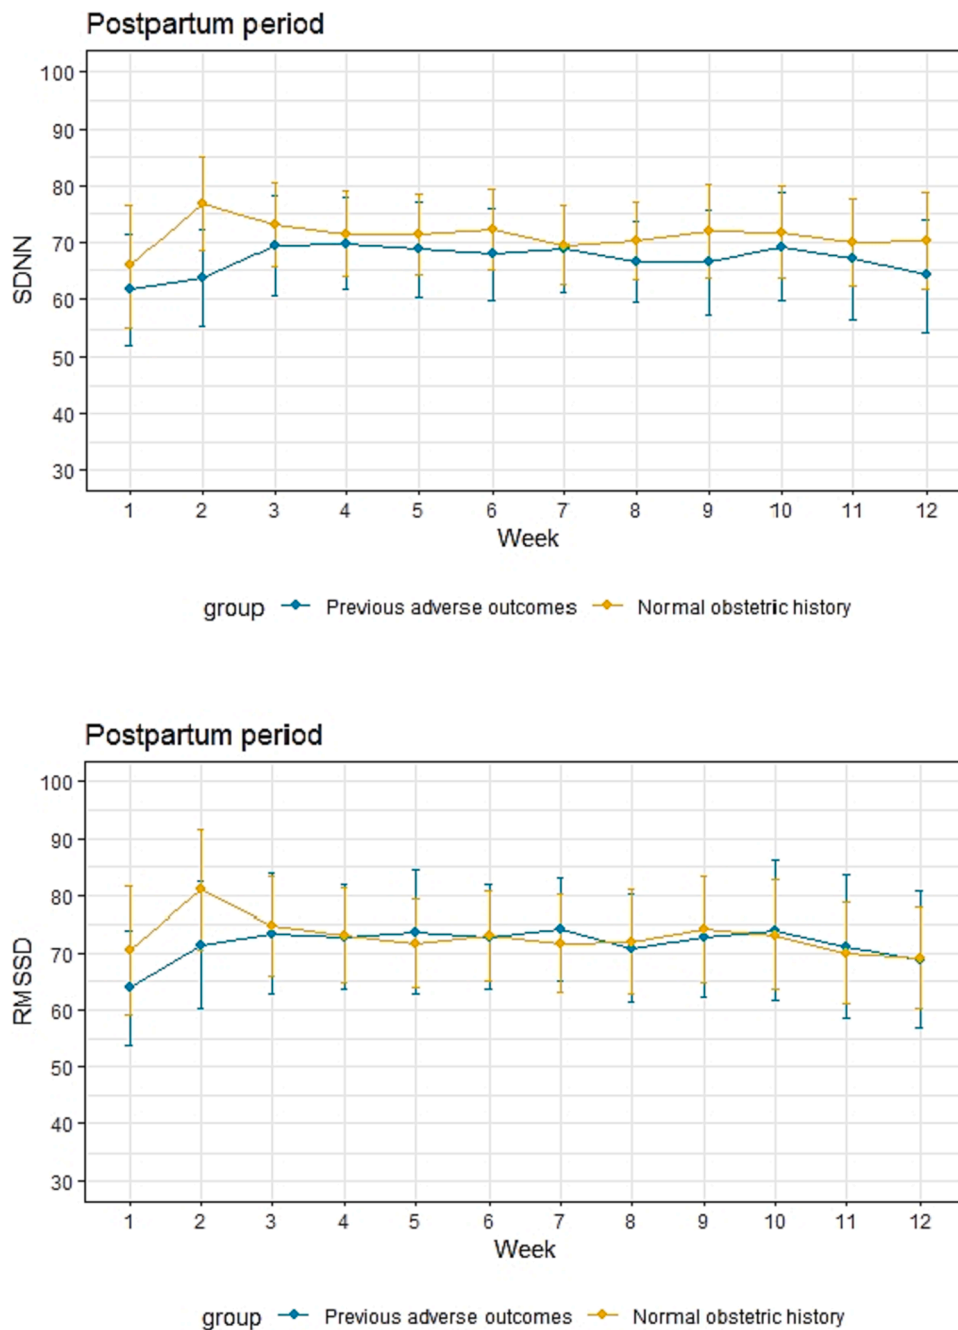 Postpartum period
100
90
80
70
60
50
40
30
SDNN
1 2 3 4 5 6 7 8 9 10 11 12
Week
group Previous adverse outcomes Normal obstetric history
Postpartum period
100
90
80
70
60
50
40
30
RMSSD
1 2 3 4 5 6 7 8 9 10 11 12
Week
group Previous adverse outcomes Normal obstetric history